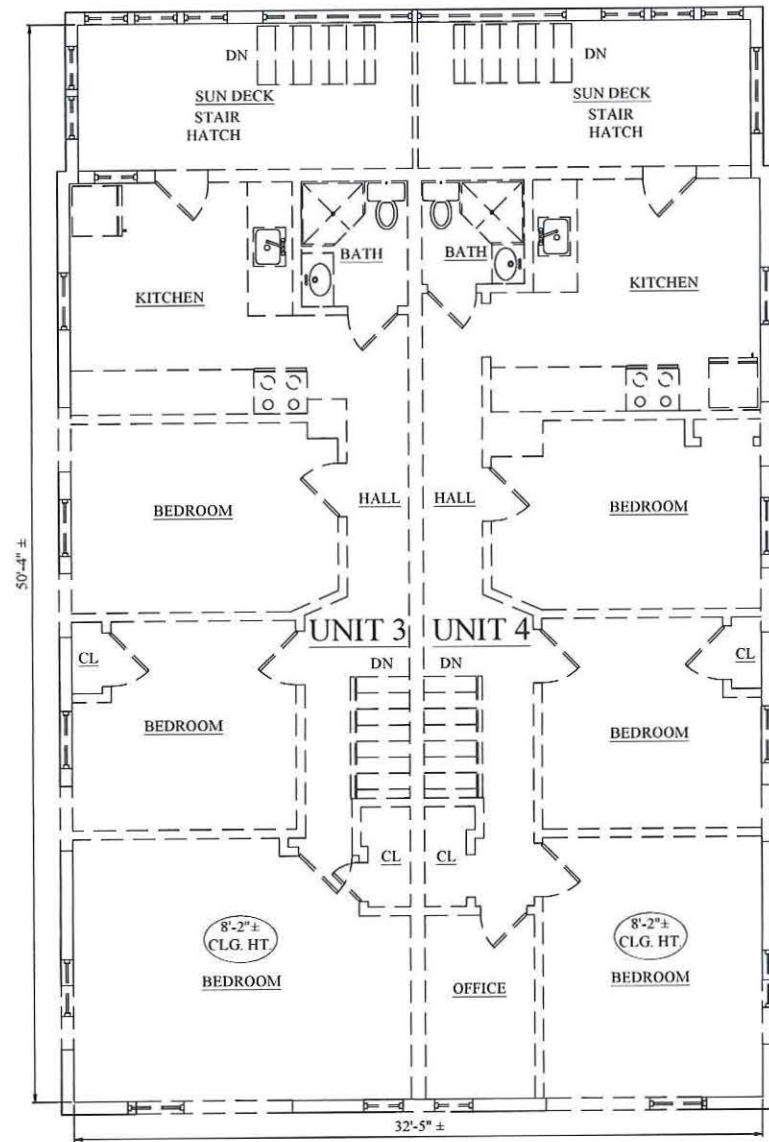 DN
DN
SUN DECK
STAIR
HATCH
SUN DECK
STAIR
HATCH
BATH
BATH
KITCHEN
KITCHEN
BEDROOM
HALL
HALL
BEDROOM
50'-4" ±
UNIT 3
UNIT 4
CL
DN
DN
CL
BEDROOM
BEDROOM
CL
CL
8'-2"±
CLG. HT.
BEDROOM
OFFICE
8'-2"±
CLG. HT.
BEDROOM
32'-5" ±